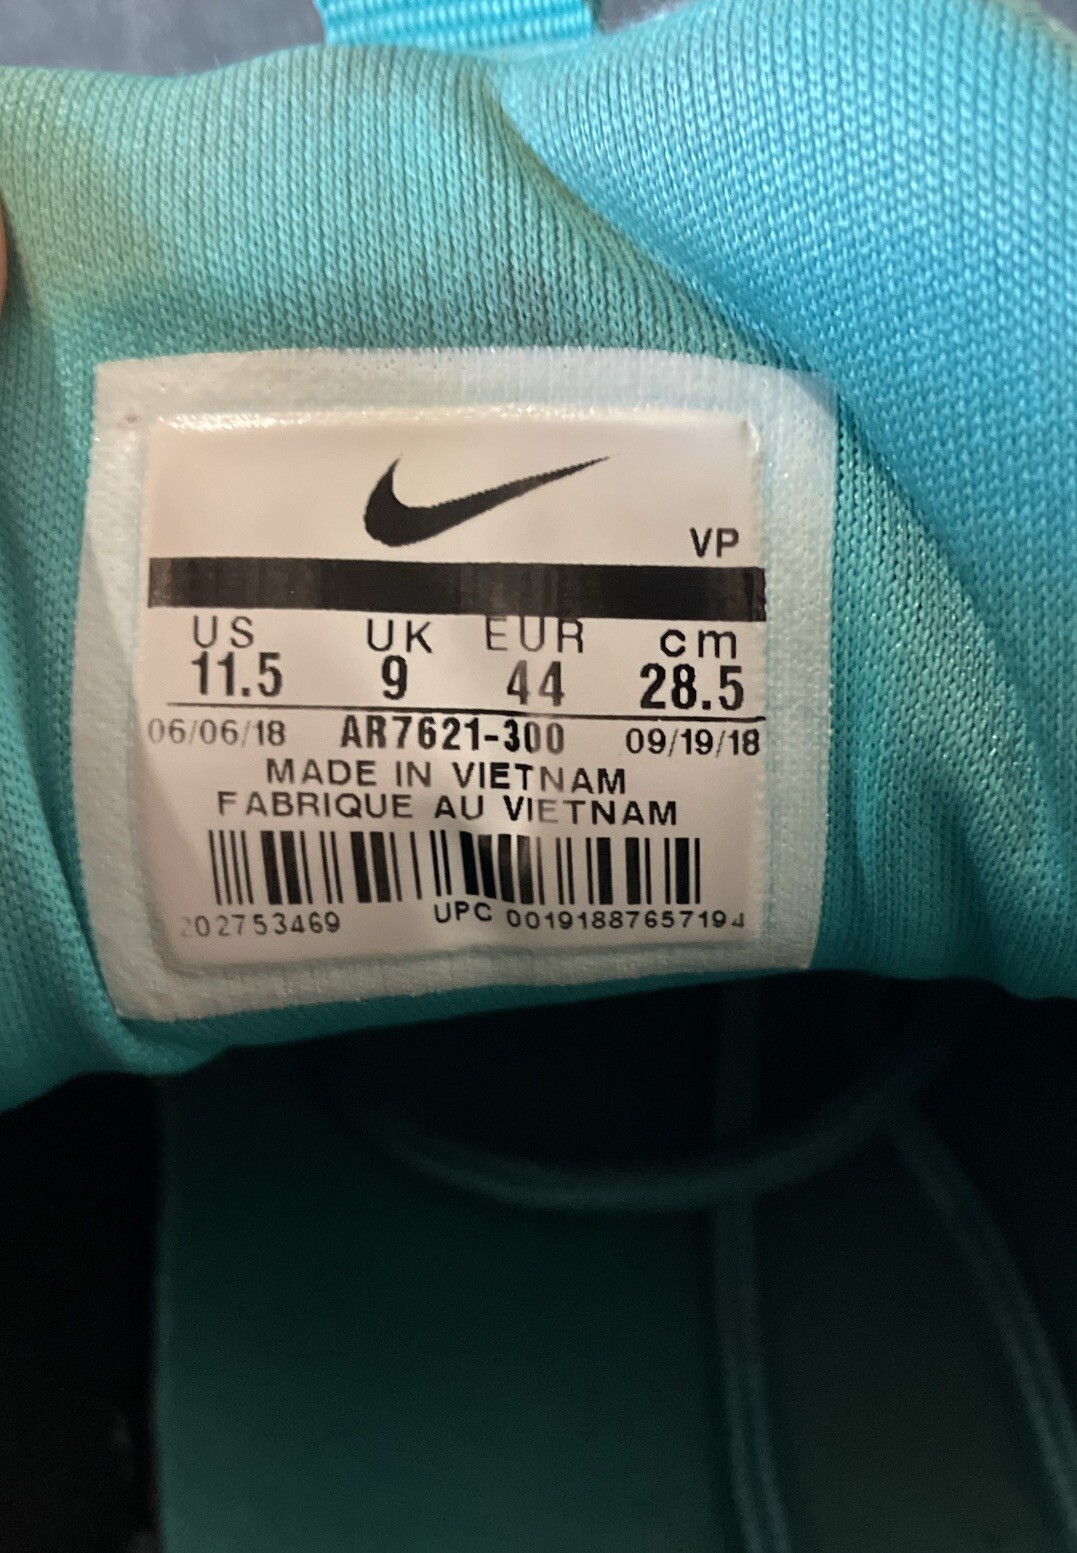 VP
US UK EUR cm
11.5 9 44 28.5
06/06/18 AR7621-300 09/19/18
MADE IN VIETNAM
FABRIQUE AU VIETNAM
202753469 UPC 00191887657194